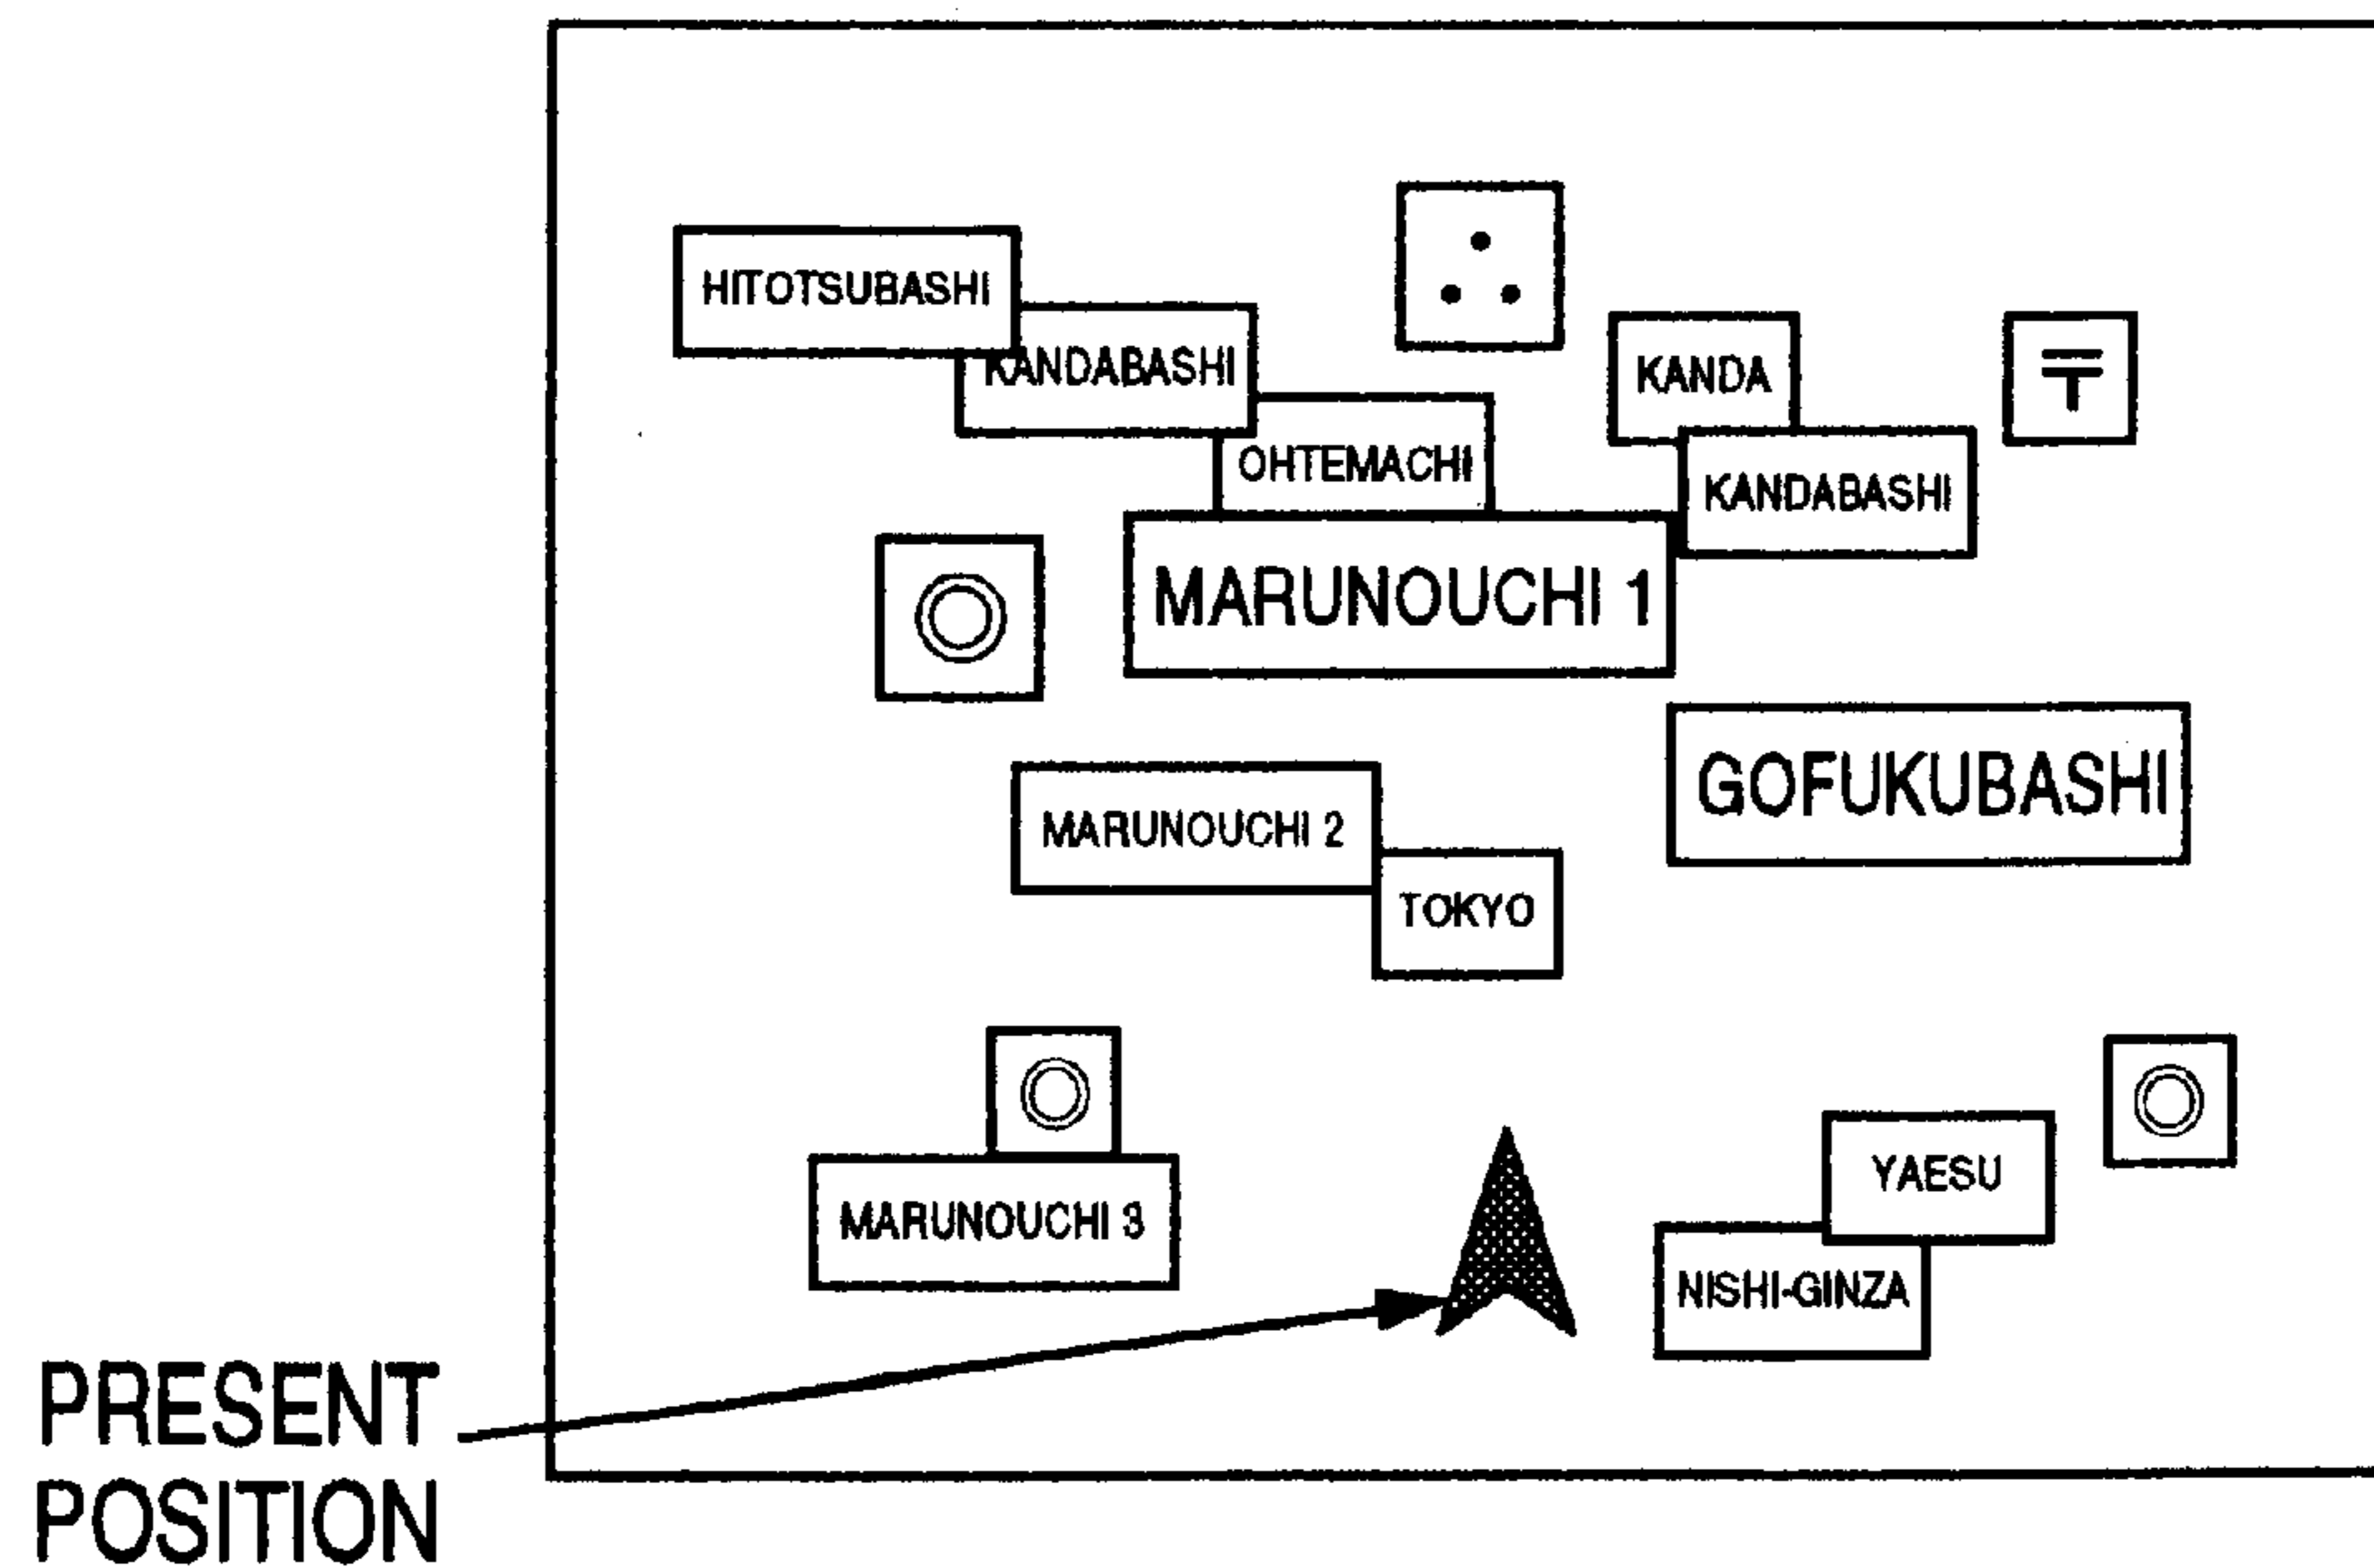 HITOTSUBASHI
KANDABASHI
KANDA
〒
OHTEMACHI
KANDABASHI
MARUNOUCHI 1
GOFUKUBASHI
MARUNOUCHI 2
TOKYO
YAESU
MARUNOUCHI 3
NISHI-GINZA
PRESENT
POSITION